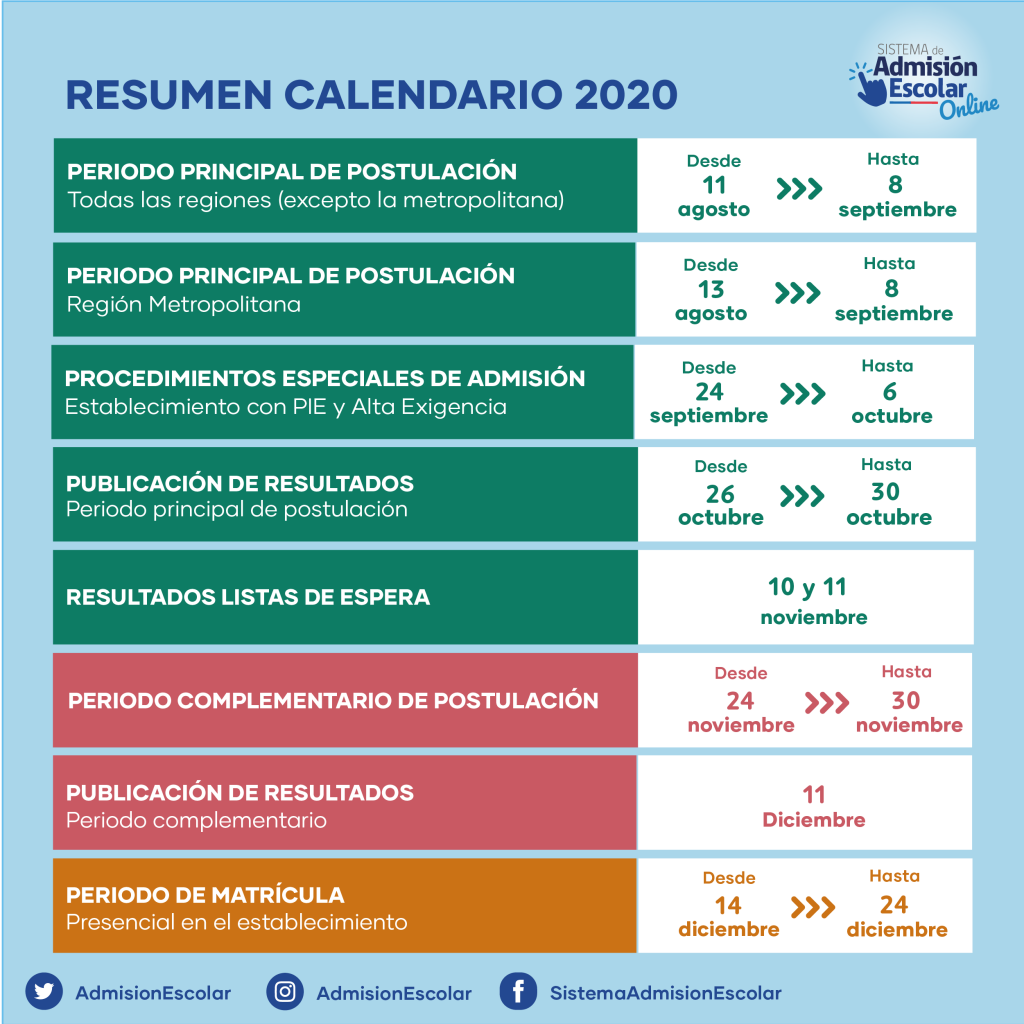 SISTEMA de
Admisión
Escolar
Online
RESUMEN CALENDARIO 2020
PERIODO PRINCIPAL DE POSTULACIÓN
Todas las regiones (excepto la metropolitana)
Desde
11
agosto
Hasta
8
septiembre
PERIODO PRINCIPAL DE POSTULACIÓN
Región Metropolitana
Desde
13
agosto
Hasta
8
septiembre
PROCEDIMIENTOS ESPECIALES DE ADMISIÓN
Establecimiento con PIE y Alta Exigencia
Desde
24
septiembre
Hasta
6
octubre
PUBLICACIÓN DE RESULTADOS
Periodo principal de postulación
Desde
26
octubre
Hasta
30
octubre
RESULTADOS LISTAS DE ESPERA
10 y 11
noviembre
PERIODO COMPLEMENTARIO DE POSTULACIÓN
Desde
24
noviembre
Hasta
30
noviembre
PUBLICACIÓN DE RESULTADOS
Periodo complementario
11
Diciembre
PERIODO DE MATRÍCULA
Presencial en el establecimiento
Desde
14
diciembre
Hasta
24
diciembre
AdmisionEscolar
AdmisionEscolar
SistemaAdmisionEscolar